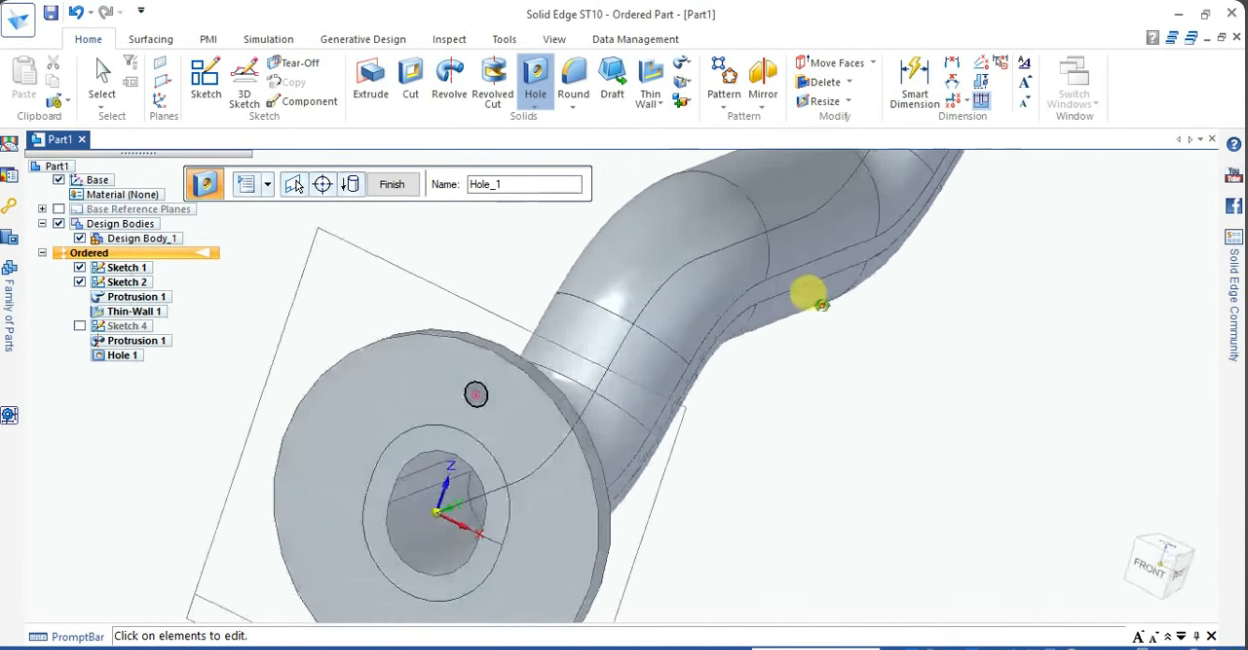 Solid Edge ST10 - Ordered Part - [Part1]
Home Surfacing PMI Simulation Generative Design Inspect Tools View Data Management
Paste
Clipboard
Select
Select
Planes
Sketch
3D Sketch
Tear-Off
Copy
Component
Sketch
Extrude
Cut
Revolve
Revolved Cut
Hole
Round
Draft
Thin Wall
Solids
Pattern
Mirror
Pattern
Move Faces
Delete
Resize
Modify
Smart Dimension
Dimension
Switch Windows
Window
Part1
Part1
Base
Material (None)
Base Reference Planes
Design Bodies
Design Body_1
Ordered
Sketch 1
Sketch 2
Protrusion 1
Thin-Wall 1
Sketch 4
Protrusion 1
Hole 1
Finish
Name: Hole_1
Family of Parts
Solid Edge Community
Z
Y
X
FRONT
PromptBar
Click on elements to edit.